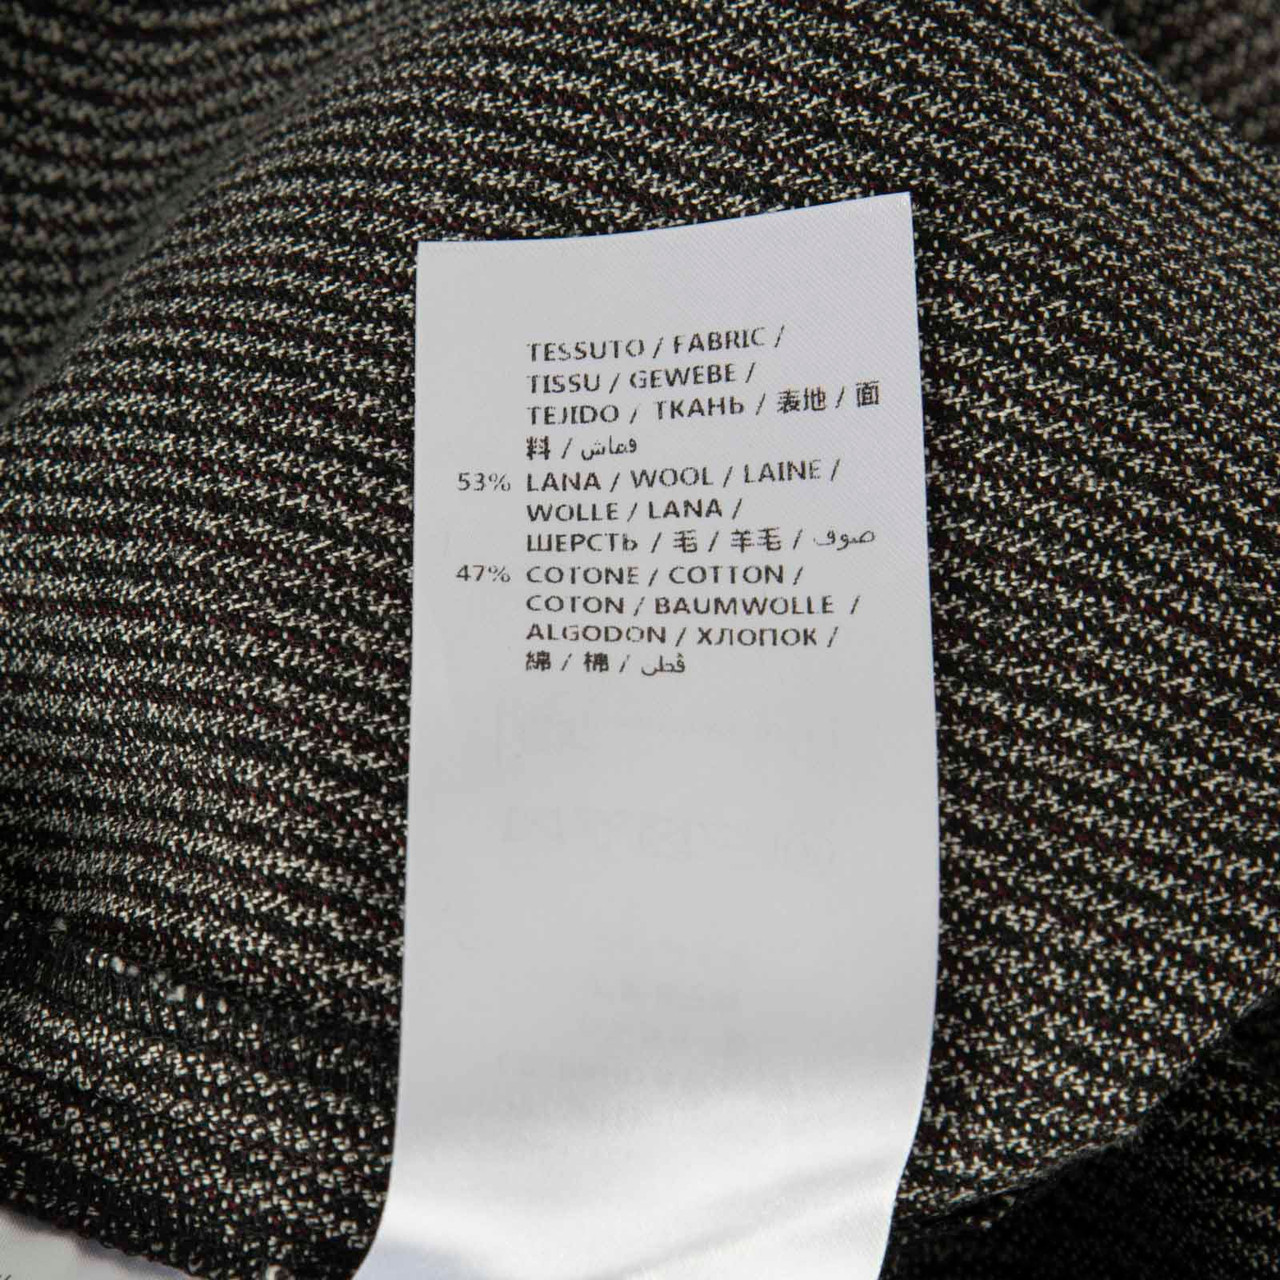 TESSUTO / FABRIC /
TISSU / GEWEBE /
TEJIDO / ТКАНЬ / 表地 / 面
料 / قماش
53% LANA / WOOL / LAINE /
WOLLE / LANA /
ШЕРСТЬ / 毛 / 羊毛 / صوف
47% COTONE / COTTON /
COTON / BAUMWOLLE /
ALGODON / ХЛОПОК /
綿 / 棉 / قطن